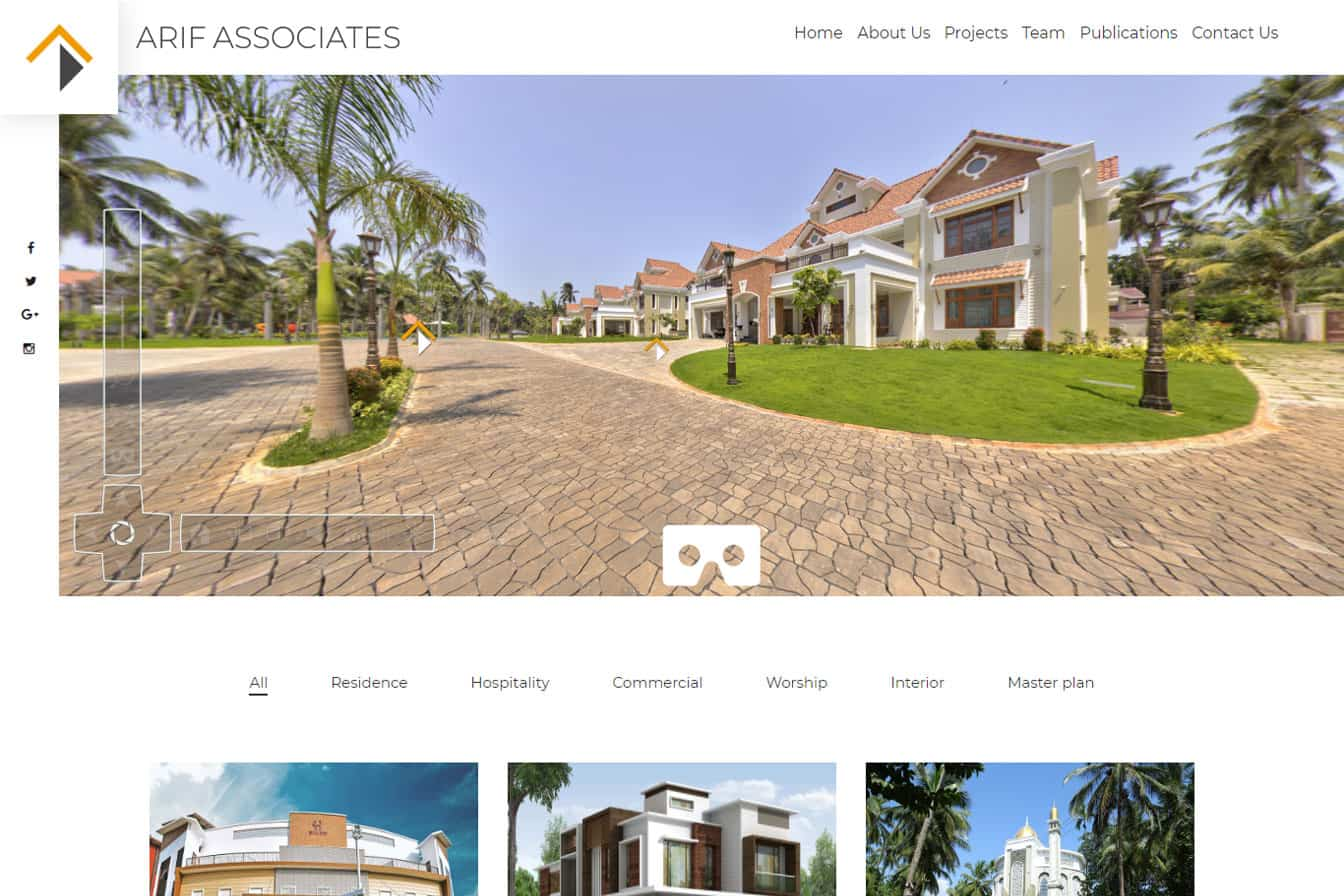 ARIF ASSOCIATES
Home About Us Projects Team Publications Contact Us
All Residence Hospitality Commercial Worship Interior Master plan